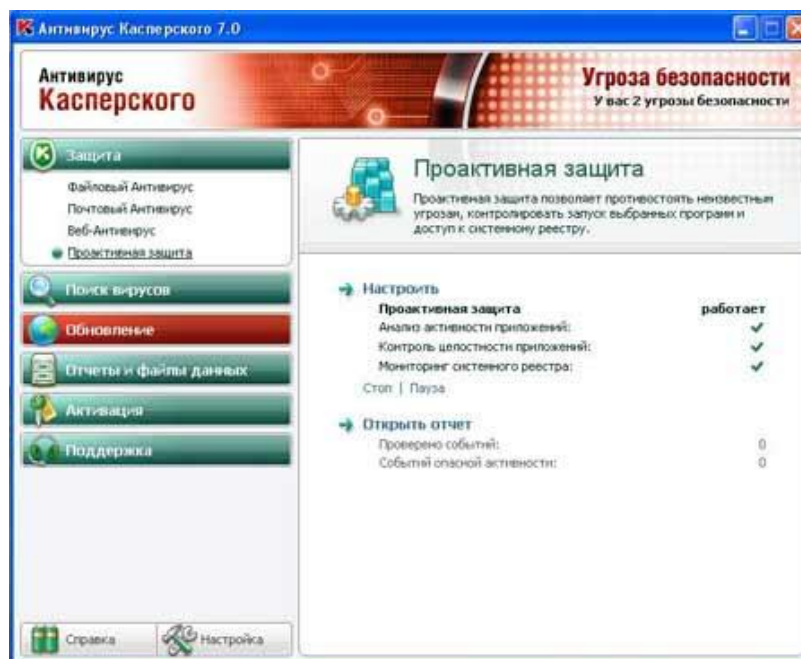 Антивирус Касперского 7.0
Антивирус
Касперского
Угроза безопасности
У вас 2 угрозы безопасности
Защита
Файловый Антивирус
Почтовый Антивирус
Веб-Антивирус
Проактивная защита
Поиск вирусов
Обновление
Отчеты и файлы данных
Активация
Поддержка
Справка
Настройка
Проактивная защита
Проактивная защита позволяет противостоять неизвестным
угрозам, контролировать запуск выбранных программ и
доступ к системному реестру.
Настроить
Проактивная защита работает
Анализ активности приложений:
Контроль целостности приложений:
Мониторинг системного реестра:
Стоп | Пауза
Открыть отчет
Проверено событий: 0
Событий опасной активности: 0